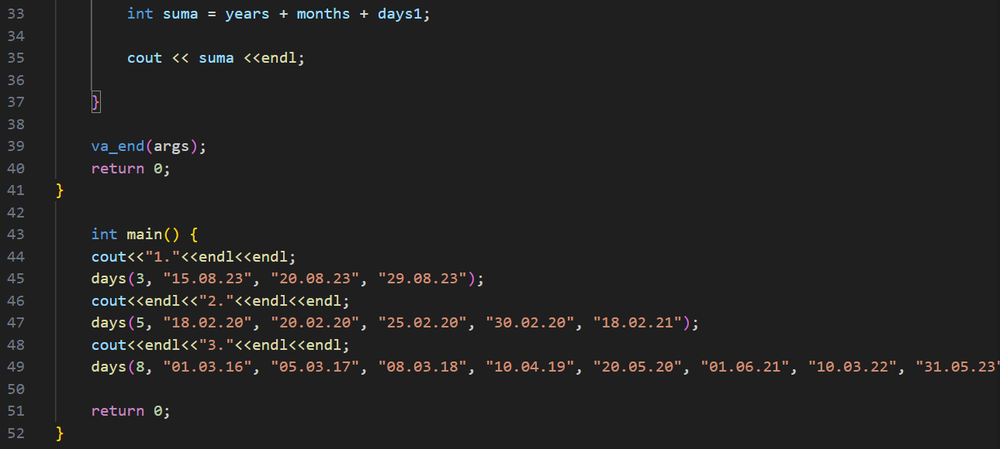 33 int suma = years + months + days1;
34
35 cout << suma <<endl;
36
37 }
38
39 va_end(args);
40 return 0;
41 }
42
43 int main() {
44 cout<<"1."<<endl<<endl;
45 days(3, "15.08.23", "20.08.23", "29.08.23");
46 cout<<endl<<"2."<<endl<<endl;
47 days(5, "18.02.20", "20.02.20", "25.02.20", "30.02.20", "18.02.21");
48 cout<<endl<<"3."<<endl<<endl;
49 days(8, "01.03.16", "05.03.17", "08.03.18", "10.04.19", "20.05.20", "01.06.21", "10.03.22", "31.05.23"
50
51 return 0;
52 }